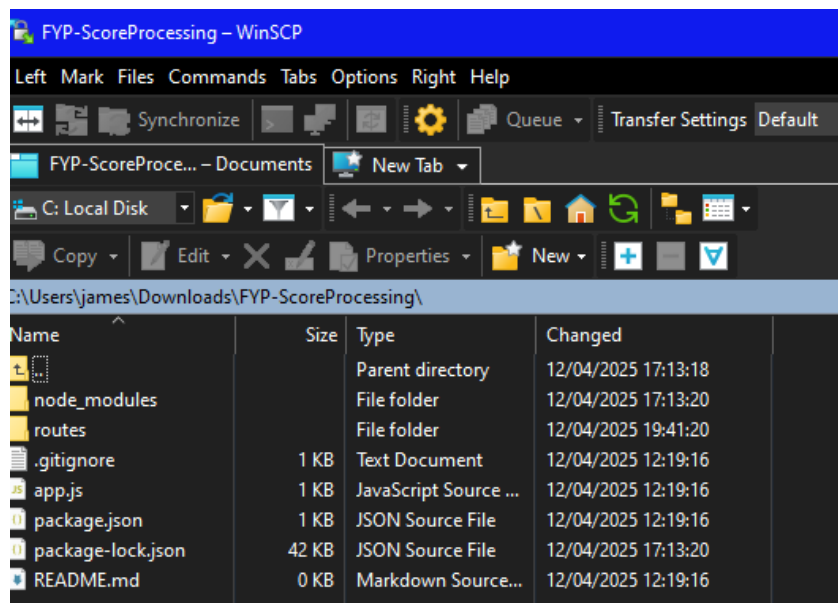 FYP-ScoreProcessing – WinSCP
Left Mark Files Commands Tabs Options Right Help
Synchronize Queue Transfer Settings Default
FYP-ScoreProce... – Documents New Tab
C: Local Disk
Copy Edit Properties New
C:\Users\james\Downloads\FYP-ScoreProcessing\
Name Size Type Changed
.. Parent directory 12/04/2025 17:13:18
node_modules File folder 12/04/2025 17:13:20
routes File folder 12/04/2025 19:41:20
.gitignore 1 KB Text Document 12/04/2025 12:19:16
app.js 1 KB JavaScript Source ... 12/04/2025 12:19:16
package.json 1 KB JSON Source File 12/04/2025 12:19:16
package-lock.json 42 KB JSON Source File 12/04/2025 17:13:20
README.md 0 KB Markdown Source... 12/04/2025 12:19:16